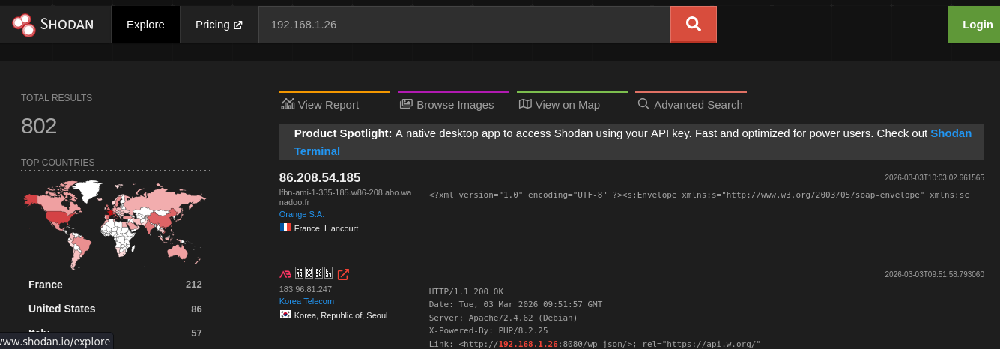 SHODAN Explore Pricing 192.168.1.26 Login
TOTAL RESULTS
802
TOP COUNTRIES
France 212
United States 86
Italy 57
www.shodan.io/explore
View Report Browse Images View on Map Advanced Search
Product Spotlight: A native desktop app to access Shodan using your API key. Fast and optimized for power users. Check out Shodan
Terminal
86.208.54.185
2026-03-03T10:03:02.661565
lfbn-ami-1-335-185.w86-208.abo.wa
nadoo.fr
Orange S.A.
France, Liancourt
<?xml version="1.0" encoding="UTF-8" ?><s:Envelope xmlns:s="http://www.w3.org/2003/05/soap-envelope" xmlns:sc
2026-03-03T09:51:58.793060
183.96.81.247
Korea Telecom
Korea, Republic of, Seoul
HTTP/1.1 200 OK
Date: Tue, 03 Mar 2026 09:51:57 GMT
Server: Apache/2.4.62 (Debian)
X-Powered-By: PHP/8.2.25
Link: <http://192.168.1.26:8080/wp-json/>; rel="https://api.w.org/"